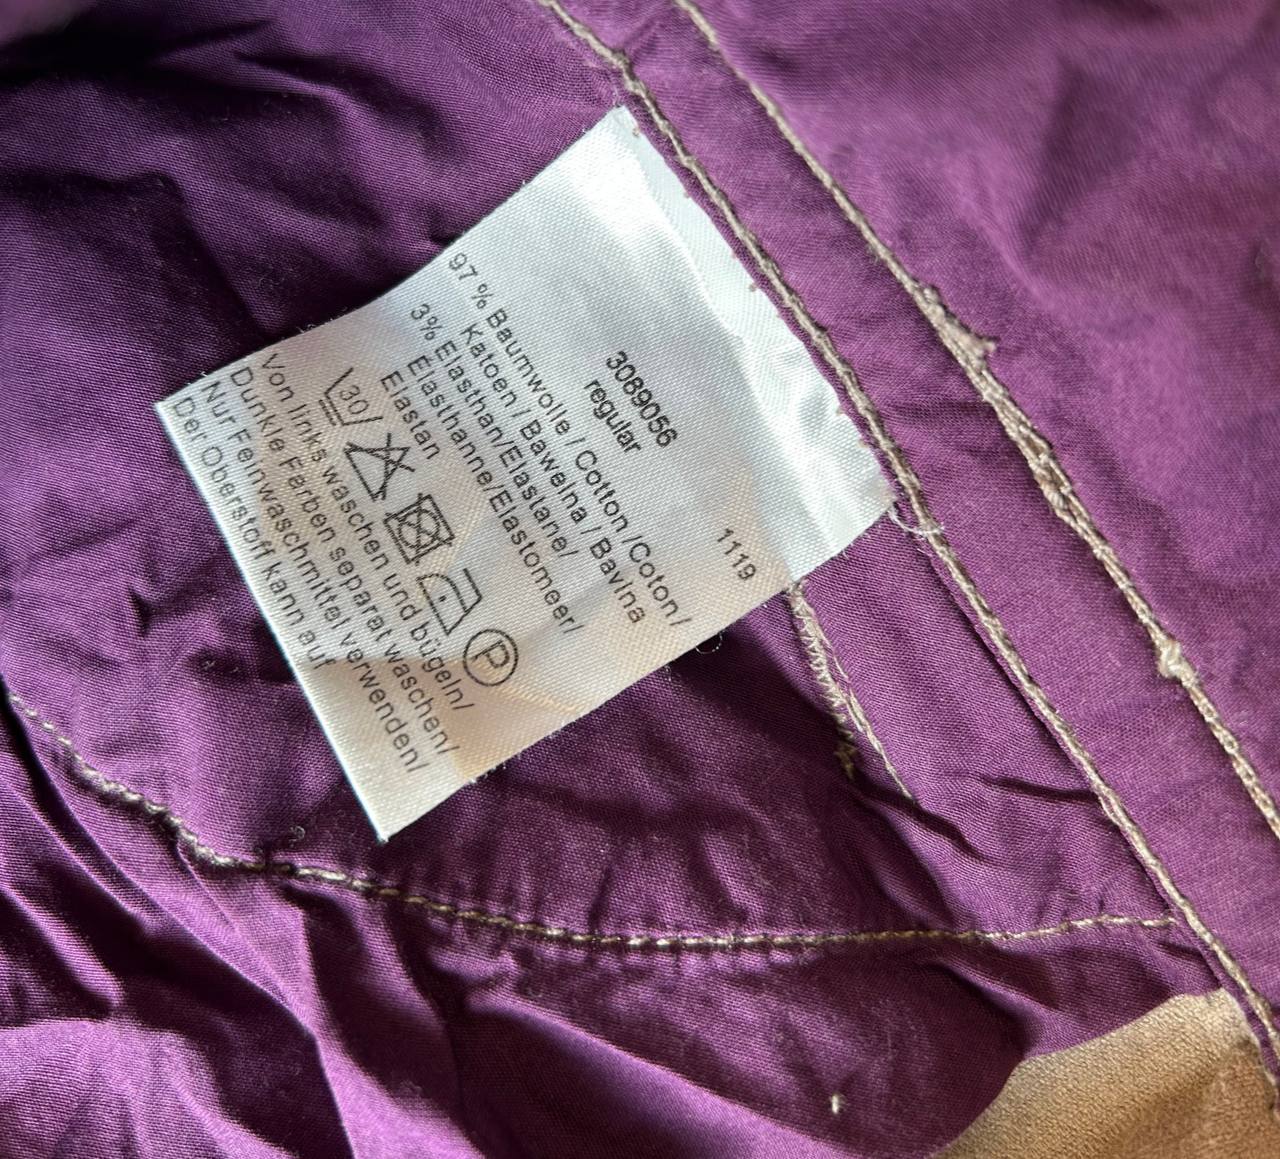 3089056
regular
1119
97 % Baumwolle / Cotton /Coton /
Katoen / Bawełna / Bavlna
3% Elasthan/Elastane/
Elasthanne/Elastomeer/
Elastan
30
P
Von links waschen und bügeln/
Dunkle Farben separat waschen/
Nur Feinwaschmittel verwenden/
Der Oberstoff kann auf